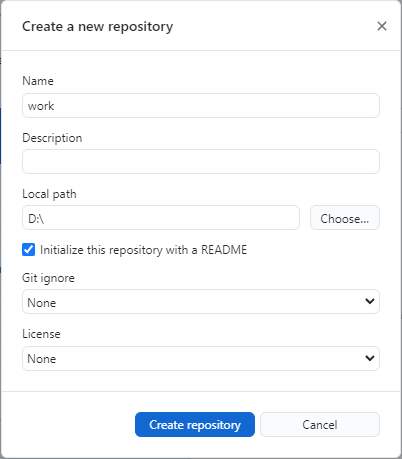 Create a new repository
Name
work
Description
Local path
D:\
Choose...
Initialize this repository with a README
Git ignore
None
License
None
Create repository
Cancel